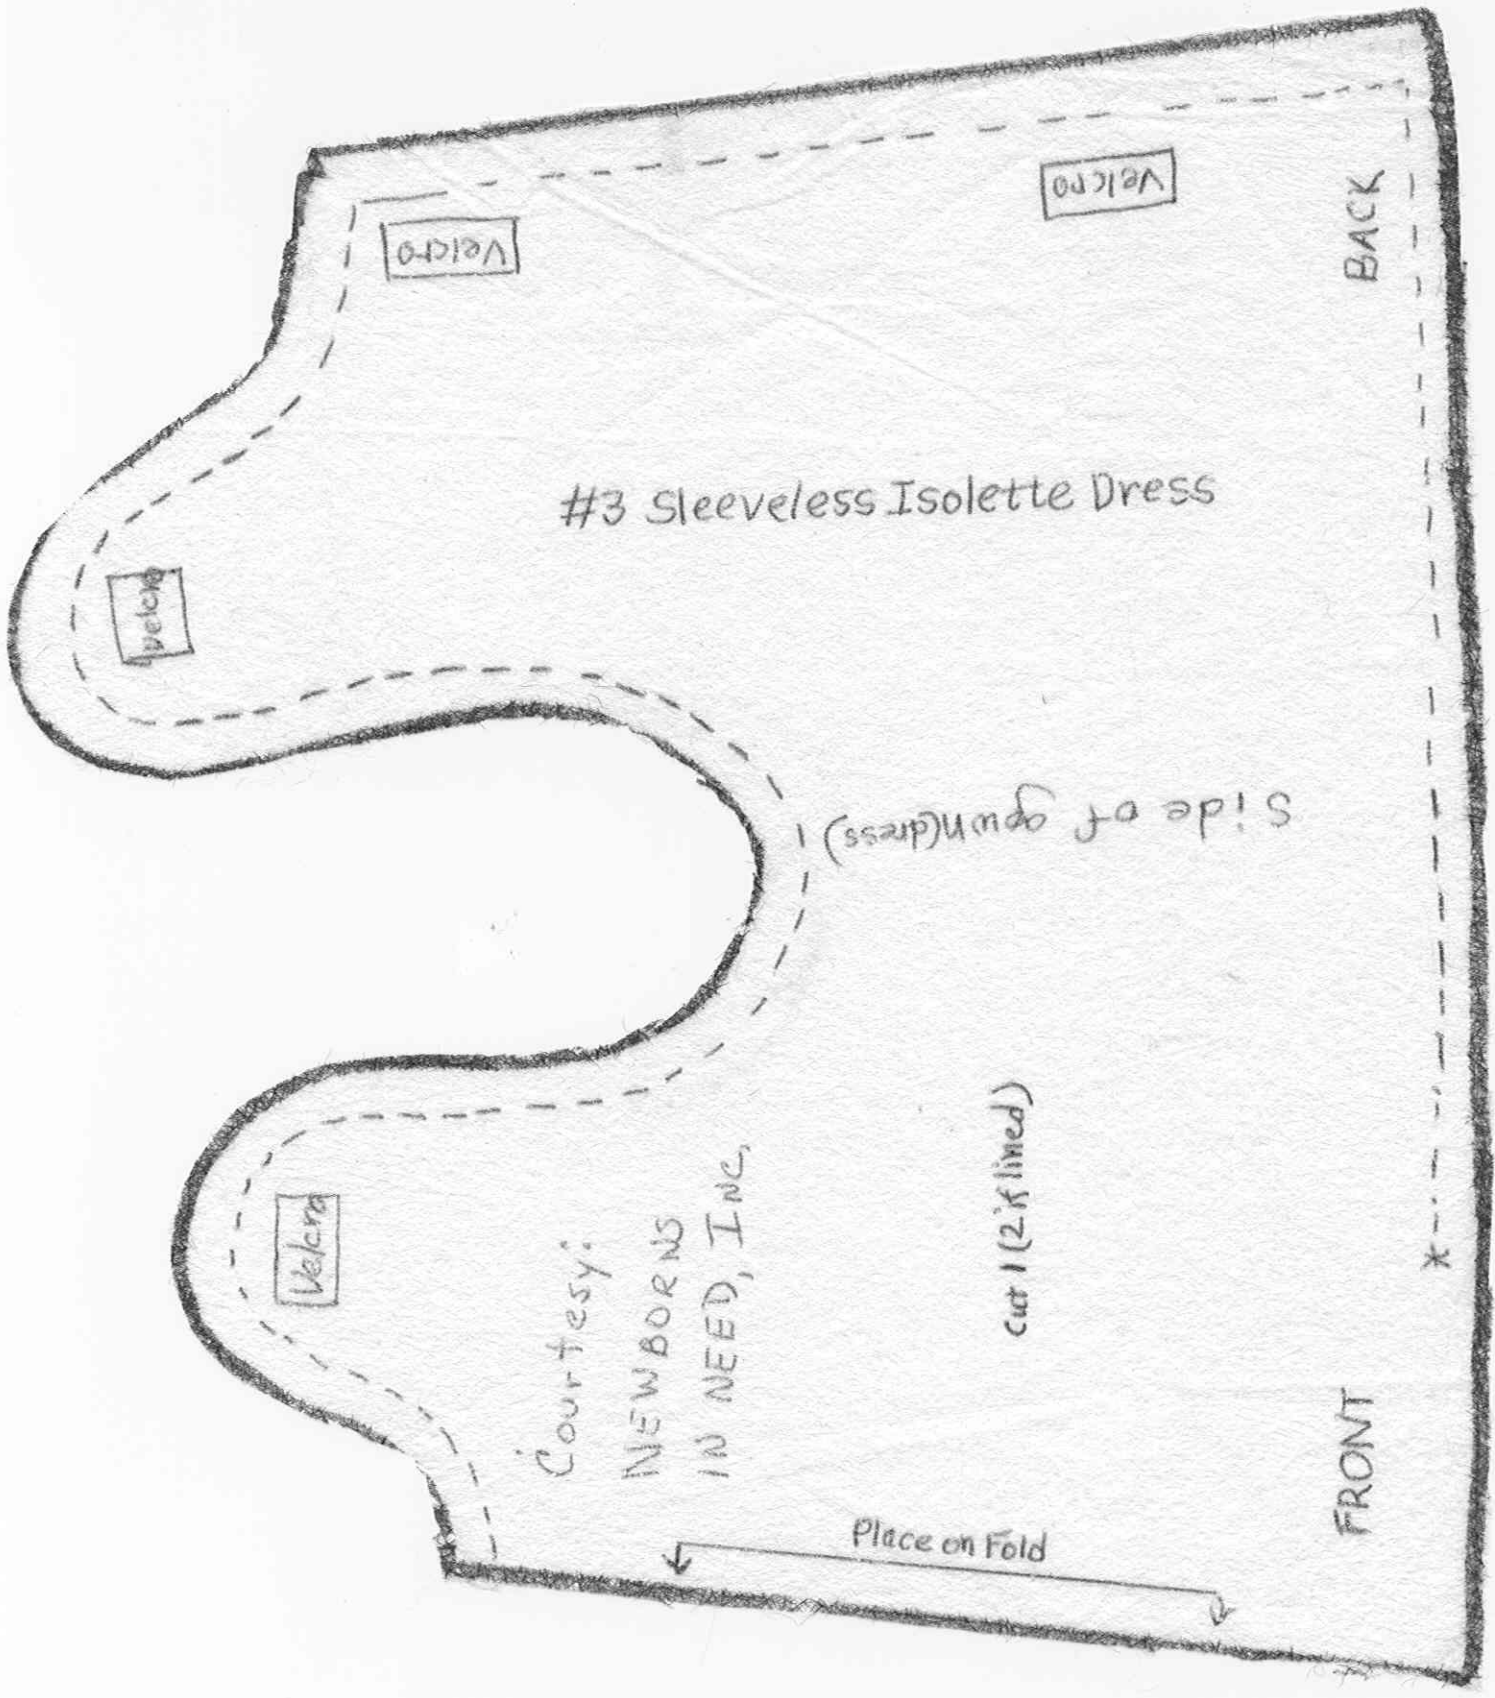 Velcro
Velcro
BACK
#3 Sleeveless Isolette Dress
Velcro
Side of gown(dress)
Velcro
Courtesy:
NEWBORNS
IN NEED, INC.
Cut 1 (2 if lined)
x
FRONT
Place on Fold